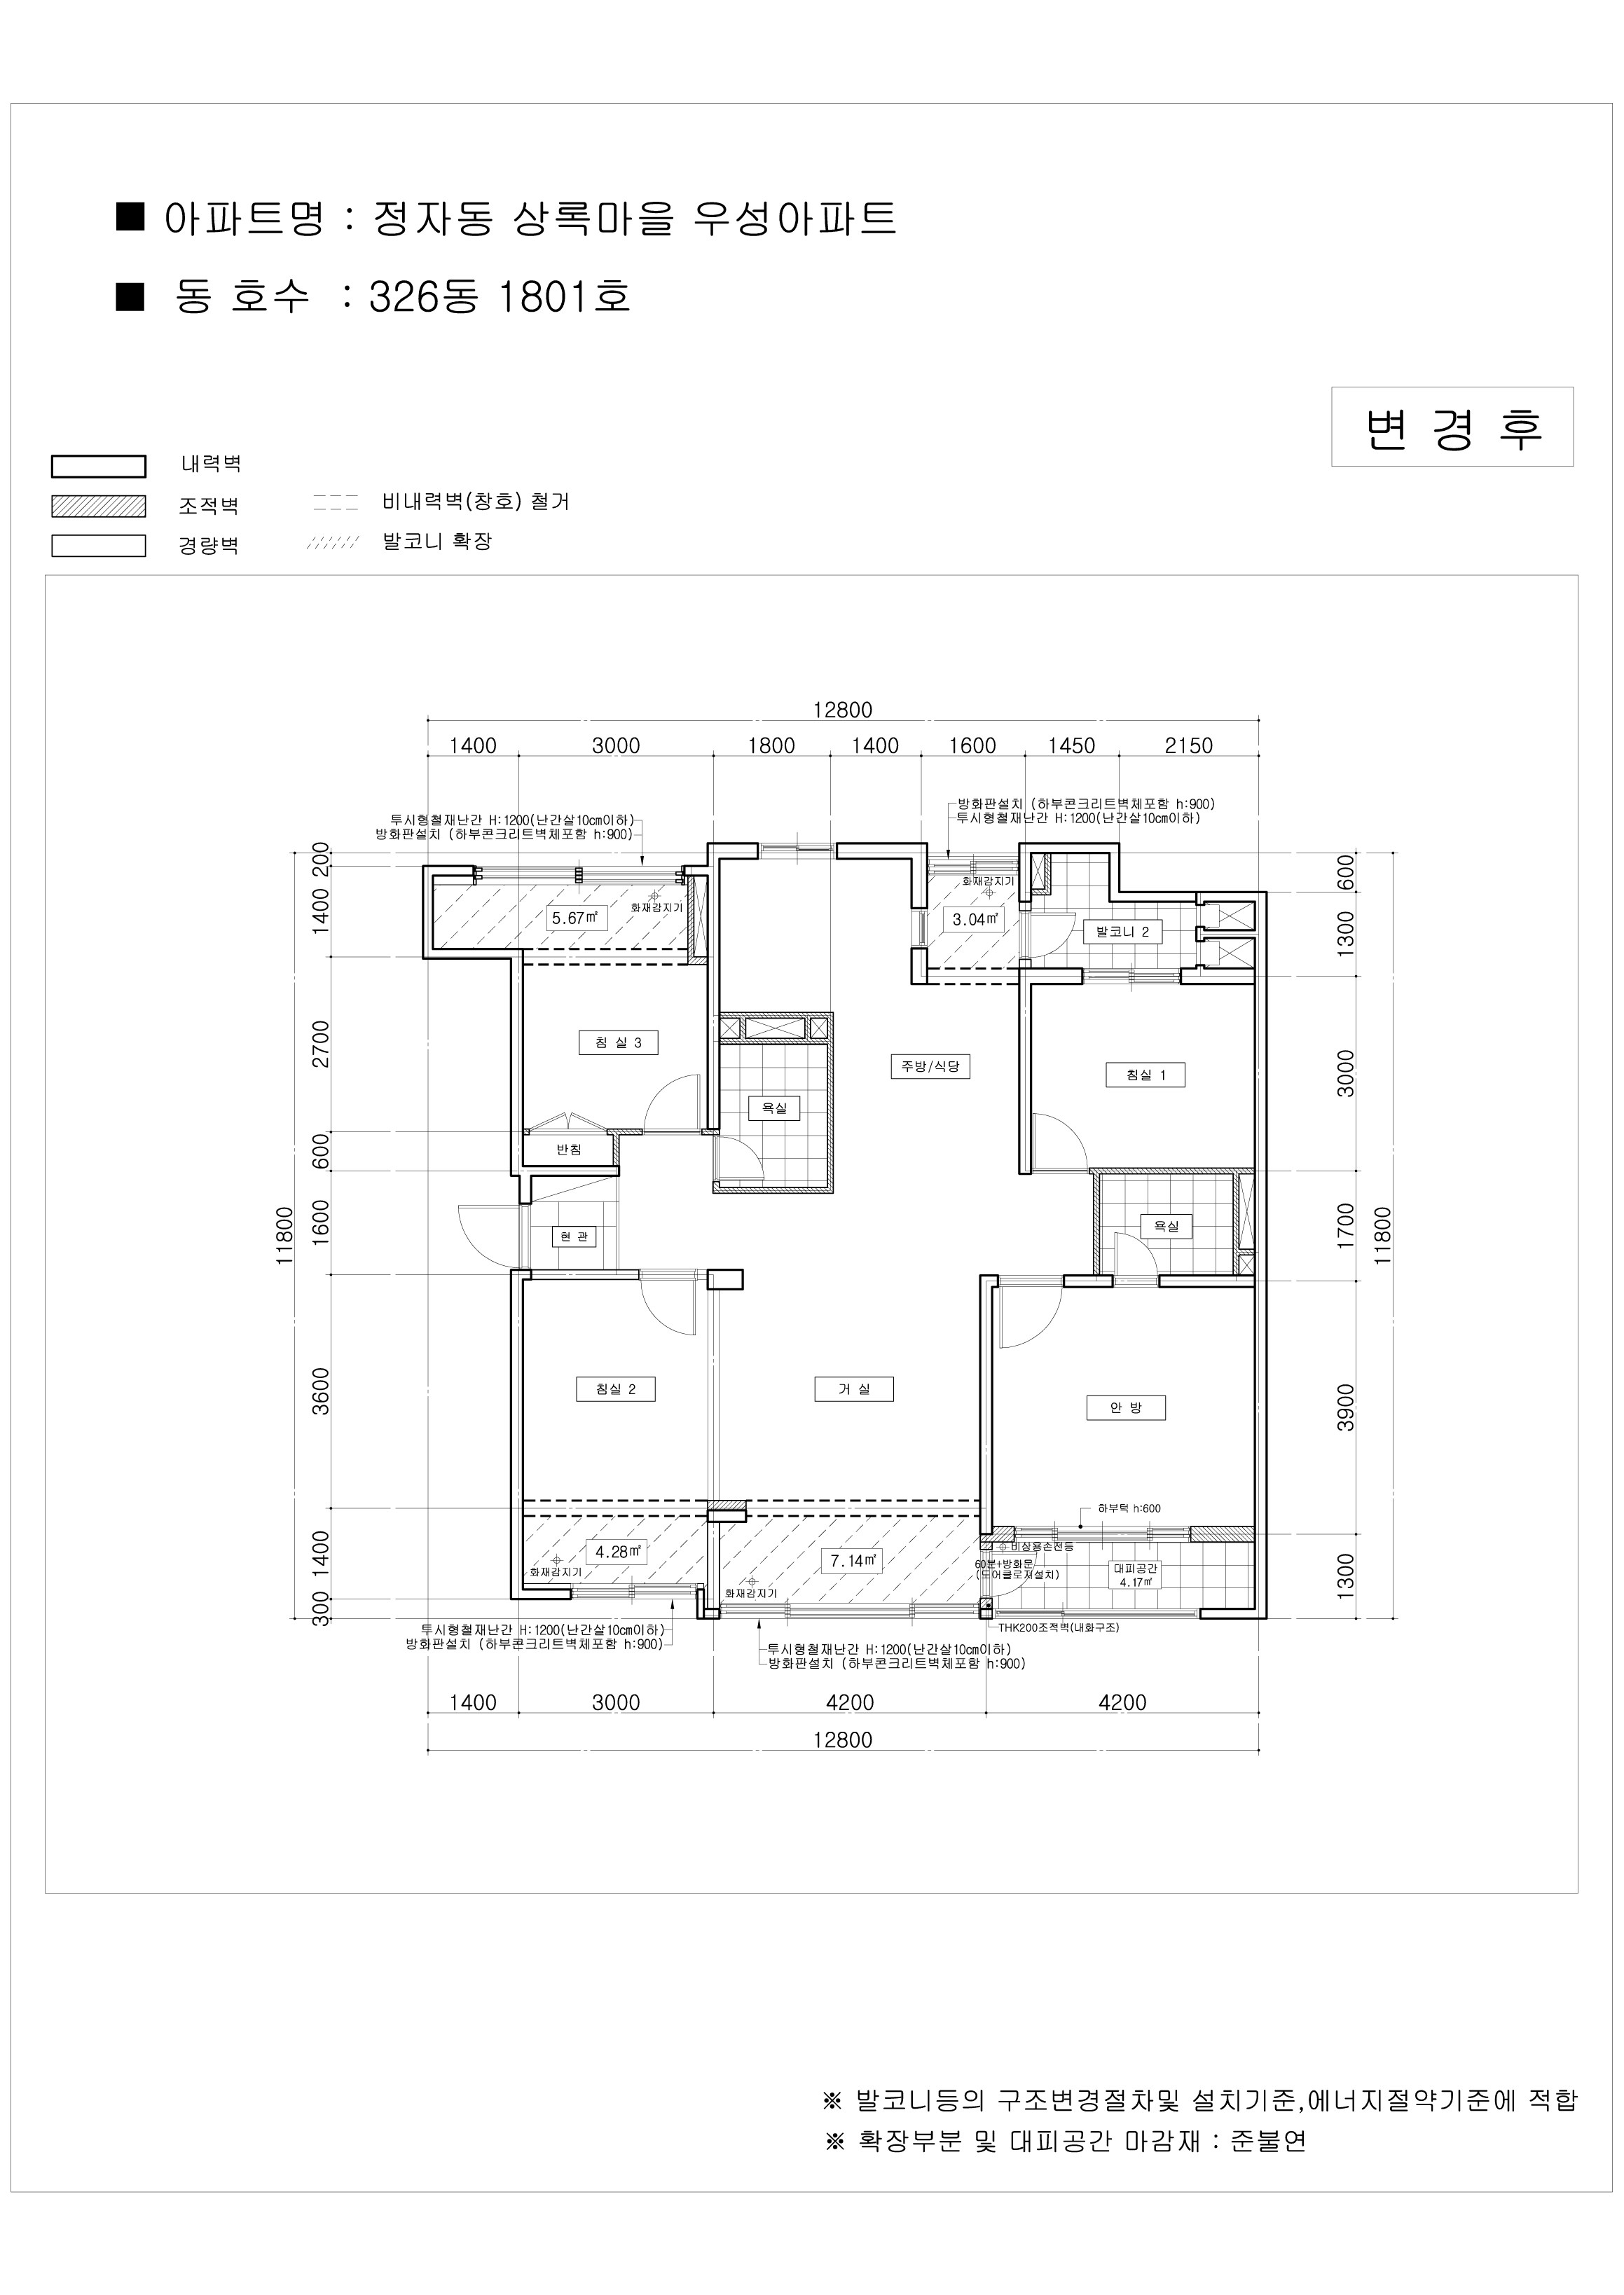 ■ 아파트명 : 정자동 상록마을 우성아파트
■ 동 호수 : 326동 1801호
변 경 후
내력벽
조적벽
경량벽
비내력벽(창호) 철거
발코니 확장
12800
1400 3000 1800 1400 1600 1450 2150
방화판설치 (하부콘크리트벽체포함 h:900)
투시형철재난간 H:1200(난간살10cm이하)
투시형철재난간 H:1200(난간살10cm이하)
방화판설치 (하부콘크리트벽체포함 h:900)
200
1400
2700
600
1600
3600
1400
300
11800
600
1300
3000
1700
3900
1300
11800
화재감지기
5.67㎡
화재감지기
3.04㎡
발코니 2
침 실 3
주방/식당
침실 1
욕실
반침
현 관
욕실
침실 2
거 실
안 방
하부턱 h:600
비상용손전등
60분+방화문
(도어클로저설치)
대피공간
4.17㎡
4.28㎡
화재감지기
7.14㎡
화재감지기
THK200조적벽(내화구조)
투시형철재난간 H:1200(난간살10cm이하)
방화판설치 (하부콘크리트벽체포함 h:900)
투시형철재난간 H:1200(난간살10cm이하)
방화판설치 (하부콘크리트벽체포함 h:900)
1400 3000 4200 4200
12800
※ 발코니등의 구조변경절차및 설치기준,에너지절약기준에 적합
※ 확장부분 및 대피공간 마감재 : 준불연